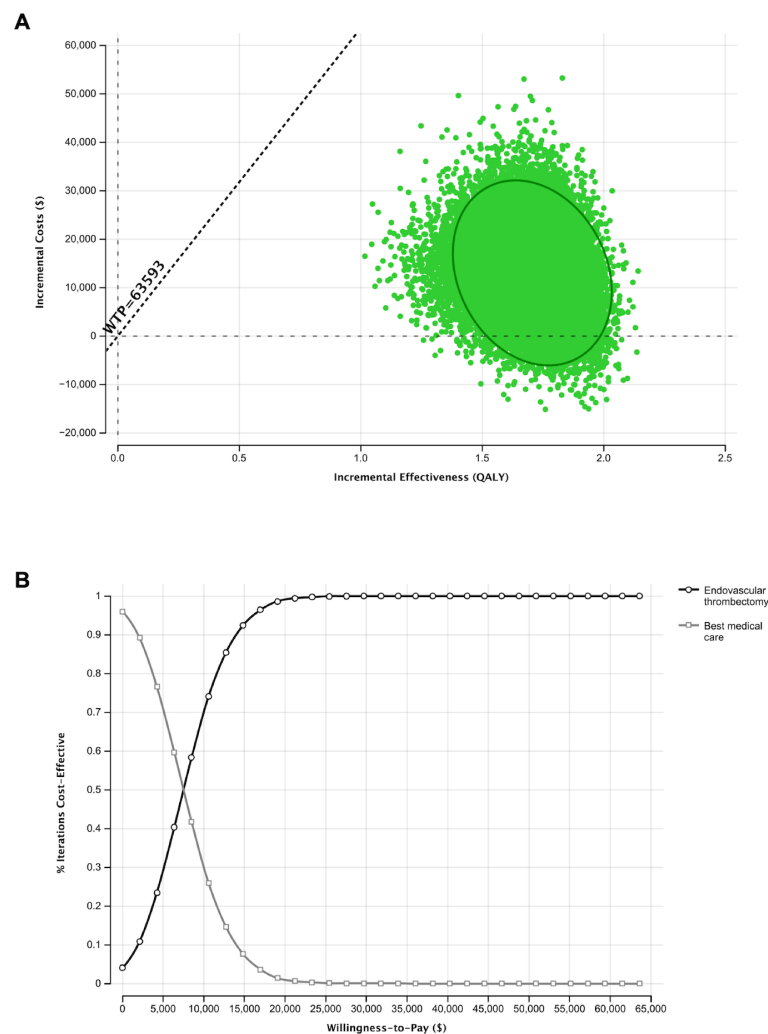 A
60,000
50,000
40,000
30,000
20,000
10,000
0
−10,000
−20,000
Incremental Costs ($)
WTP=63593
0.0 0.5 1.0 1.5 2.0 2.5
Incremental Effectiveness (QALY)
B
1
0.9
0.8
0.7
0.6
0.5
0.4
0.3
0.2
0.1
0
% Iterations Cost-Effective
0 5,000 10,000 15,000 20,000 25,000 30,000 35,000 40,000 45,000 50,000 55,000 60,000 65,000
Willingness-to-Pay ($)
Endovascular
thrombectomy
Best medical
care